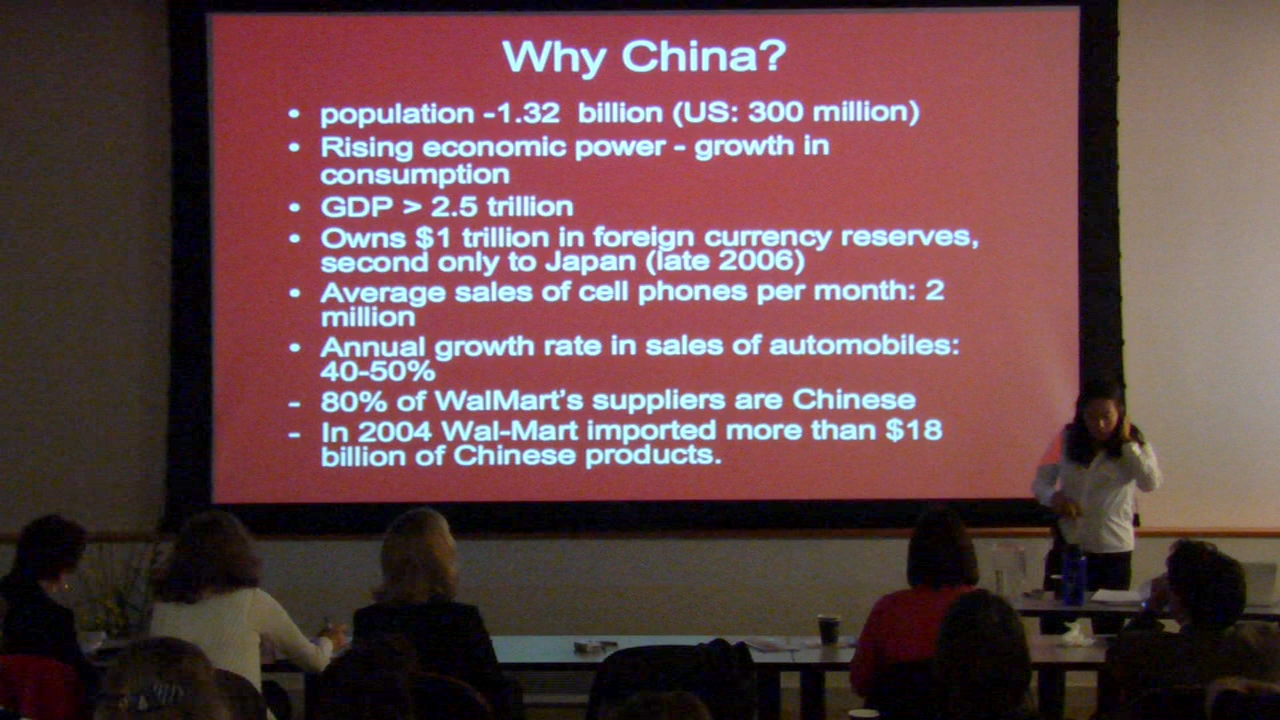 Why China?
• population -1.32 billion (US: 300 million)
• Rising economic power - growth in
consumption
• GDP > 2.5 trillion
• Owns $1 trillion in foreign currency reserves,
second only to Japan (late 2006)
• Average sales of cell phones per month: 2
million
• Annual growth rate in sales of automobiles:
40-50%
- 80% of WalMart's suppliers are Chinese
- In 2004 Wal-Mart imported more than $18
billion of Chinese products.